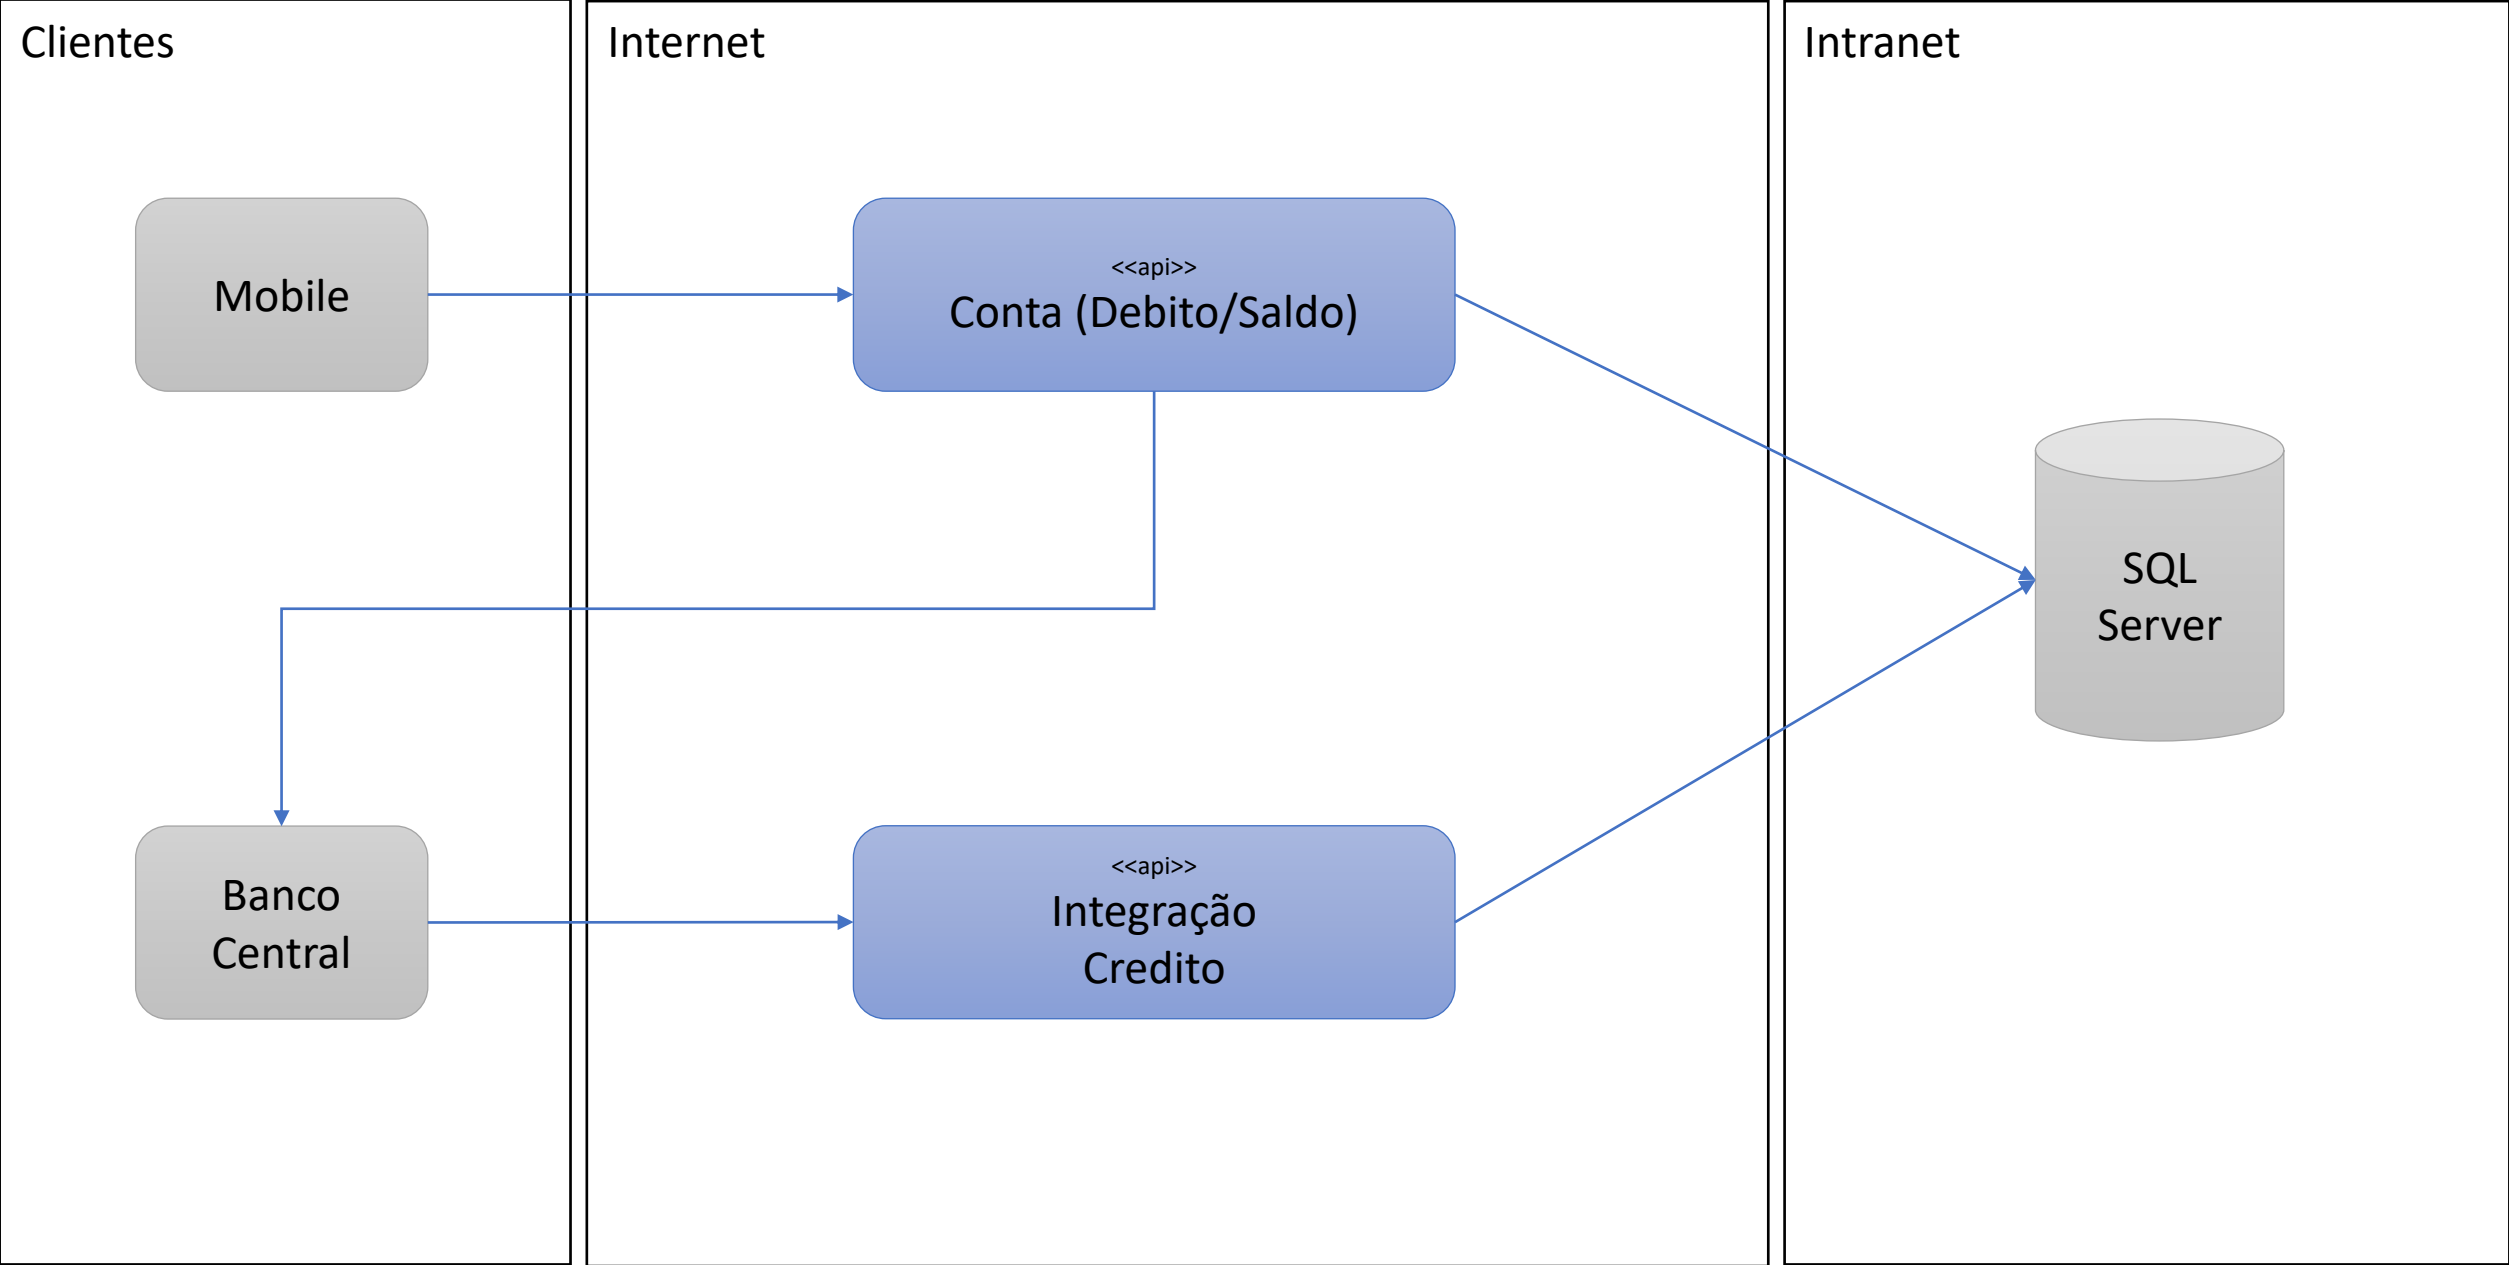 Clientes
Internet
Intranet
Mobile
<<api>>
Conta (Debito/Saldo)
SQL
Server
Banco
Central
<<api>>
Integração
Credito